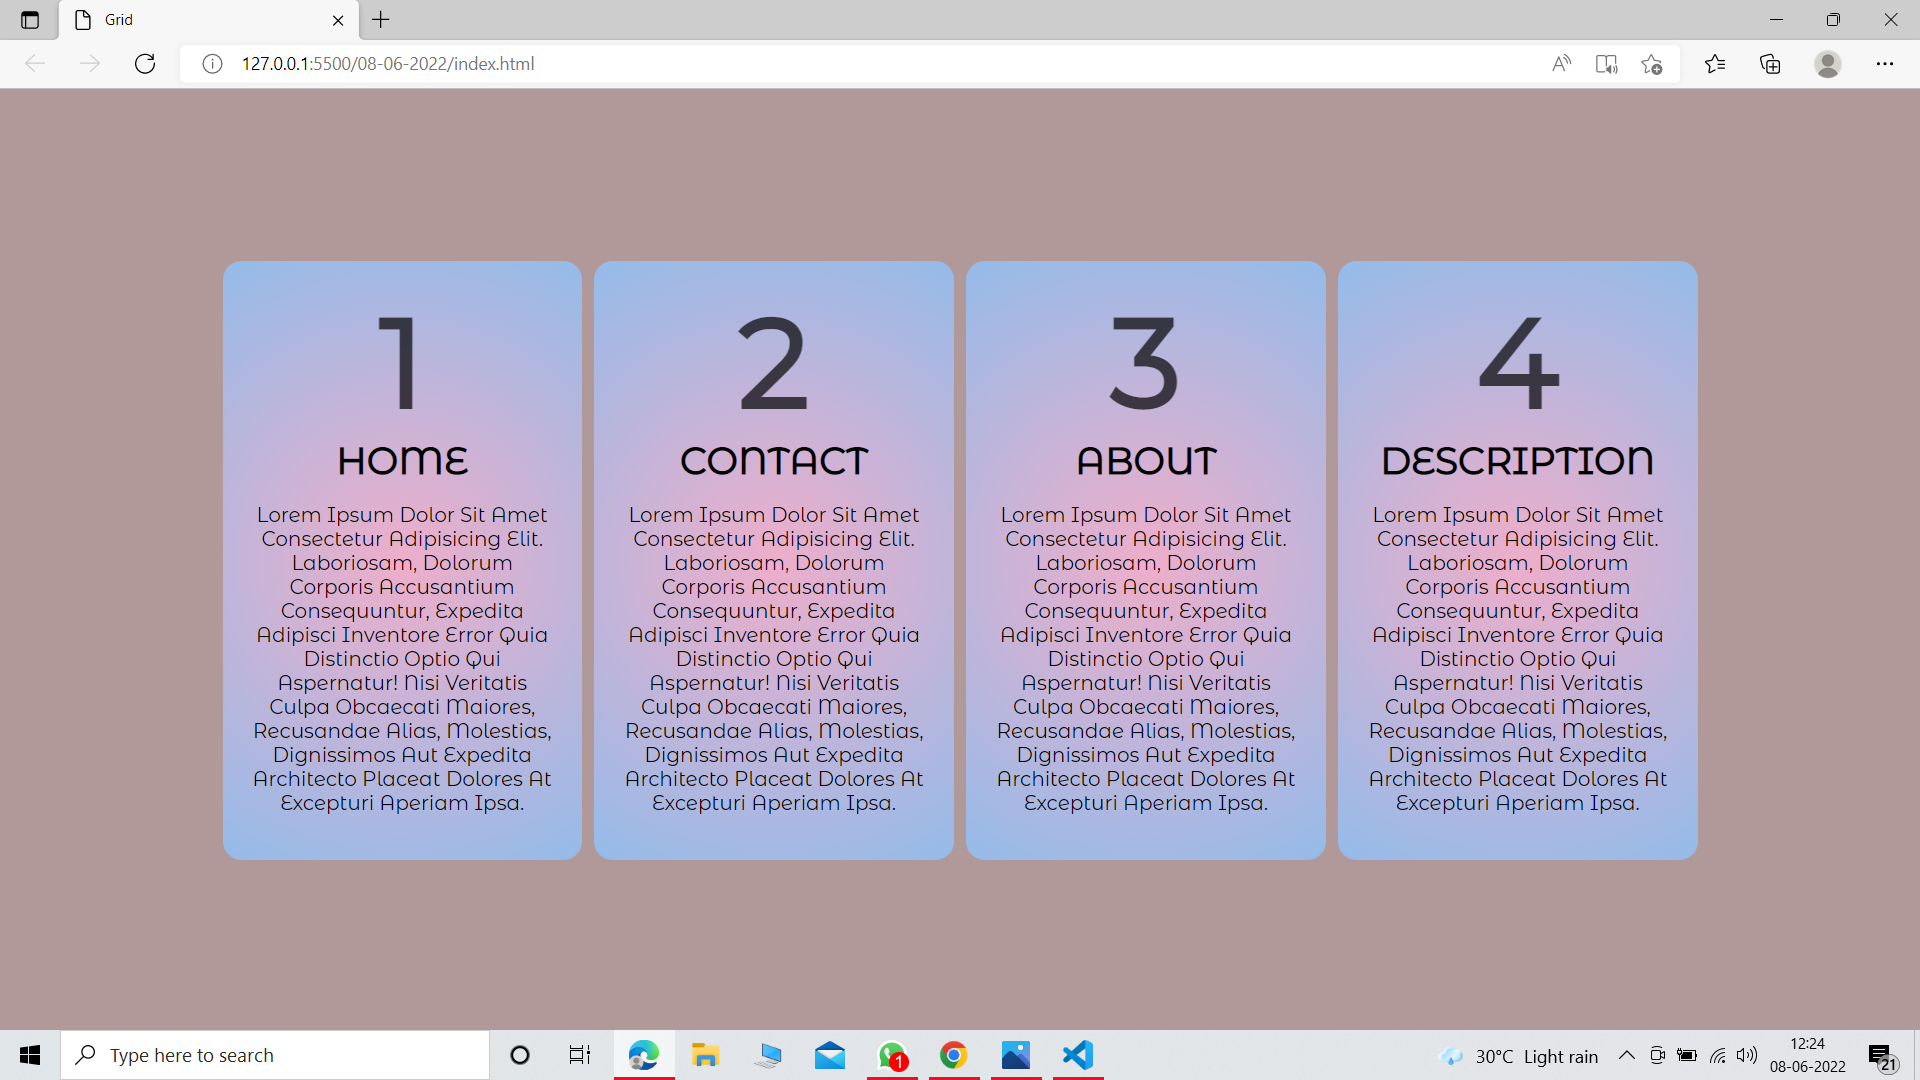 Grid
127.0.0.1:5500/08-06-2022/index.html
1
HOME
Lorem Ipsum Dolor Sit Amet
Consectetur Adipisicing Elit.
Laboriosam, Dolorum
Corporis Accusantium
Consequuntur, Expedita
Adipisci Inventore Error Quia
Distinctio Optio Qui
Aspernatur! Nisi Veritatis
Culpa Obcaecati Maiores,
Recusandae Alias, Molestias,
Dignissimos Aut Expedita
Architecto Placeat Dolores At
Excepturi Aperiam Ipsa.
2
CONTACT
Lorem Ipsum Dolor Sit Amet
Consectetur Adipisicing Elit.
Laboriosam, Dolorum
Corporis Accusantium
Consequuntur, Expedita
Adipisci Inventore Error Quia
Distinctio Optio Qui
Aspernatur! Nisi Veritatis
Culpa Obcaecati Maiores,
Recusandae Alias, Molestias,
Dignissimos Aut Expedita
Architecto Placeat Dolores At
Excepturi Aperiam Ipsa.
3
ABOUT
Lorem Ipsum Dolor Sit Amet
Consectetur Adipisicing Elit.
Laboriosam, Dolorum
Corporis Accusantium
Consequuntur, Expedita
Adipisci Inventore Error Quia
Distinctio Optio Qui
Aspernatur! Nisi Veritatis
Culpa Obcaecati Maiores,
Recusandae Alias, Molestias,
Dignissimos Aut Expedita
Architecto Placeat Dolores At
Excepturi Aperiam Ipsa.
4
DESCRIPTION
Lorem Ipsum Dolor Sit Amet
Consectetur Adipisicing Elit.
Laboriosam, Dolorum
Corporis Accusantium
Consequuntur, Expedita
Adipisci Inventore Error Quia
Distinctio Optio Qui
Aspernatur! Nisi Veritatis
Culpa Obcaecati Maiores,
Recusandae Alias, Molestias,
Dignissimos Aut Expedita
Architecto Placeat Dolores At
Excepturi Aperiam Ipsa.
Type here to search
1
30°C Light rain
12:24
08-06-2022
21